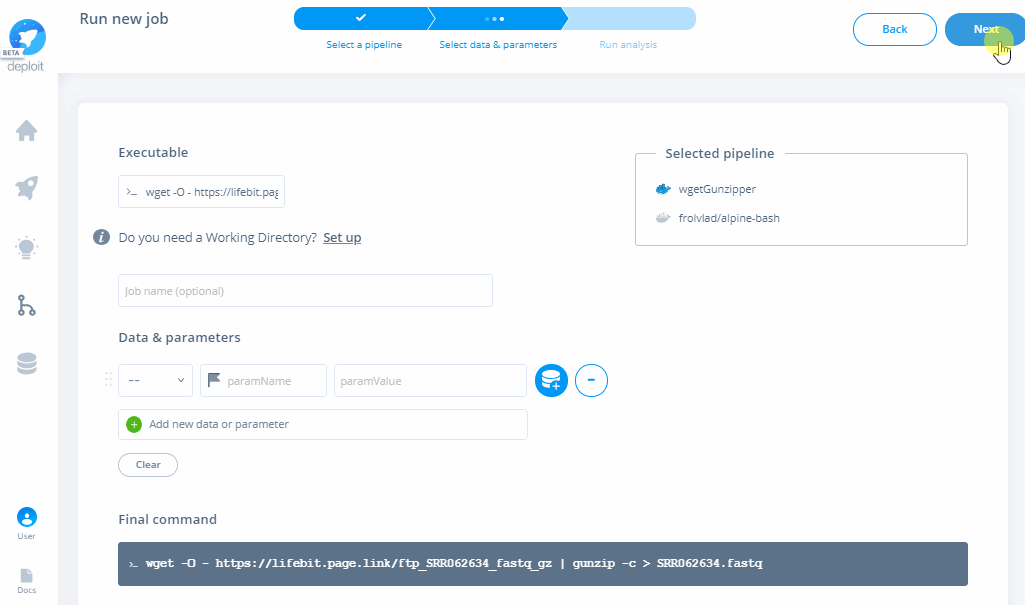 Run new job
Select a pipeline
Select data & parameters
Run analysis
Back
Next
BETA
deploit
Executable
>_ wget -O - https://lifebit.pag
Do you need a Working Directory? Set up
Job name (optional)
Selected pipeline
wgetGunzipper
frolvlad/alpine-bash
Data & parameters
--
paramName
paramValue
Add new data or parameter
Clear
Final command
>_ wget -O - https://lifebit.page.link/ftp_SRR062634_fastq_gz | gunzip -c > SRR062634.fastq
User
Docs